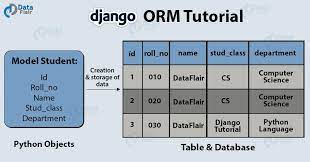 Data
Flair
django ORM Tutorial
Model Student:
Id
Roll_no
Name
Stud_class
Department
Python Objects
Creation
& storage of
data
id roll_no name stud_class department
1 010 DataFlair CS Computer Science
2 020 DataFlair CS Computer Science
3 030 DataFlair Django Tutorial Python Language
Table & Database